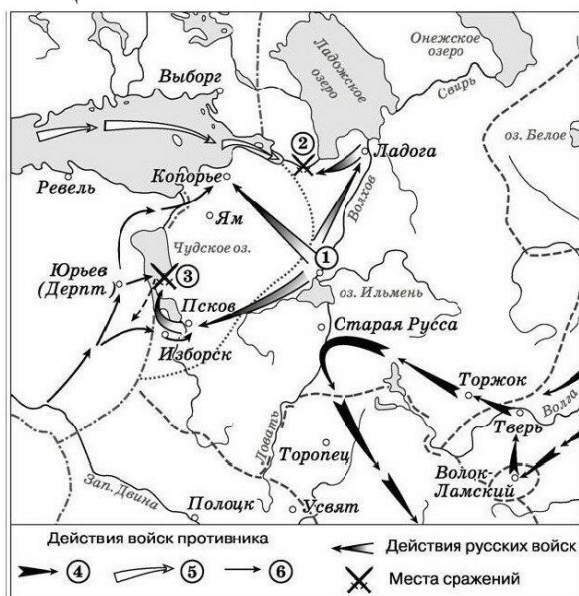 Онежское
озеро
Ладожское
озеро
Выборг
Свирь
оз. Белое
②
Ладога
Ревель
Копорье
Волхов
Ям
Чудское оз.
①
Юрьев
(Дерпт)
③
оз. Ильмень
Псков
Старая Русса
Изборск
Торжок
Волга
Тверь
Ловать
Торопец
Волок-
Ламский
Зап. Двина
Полоцк
Усвят
Действия войск противника
④
⑤
⑥
Действия русских войск
Места сражений